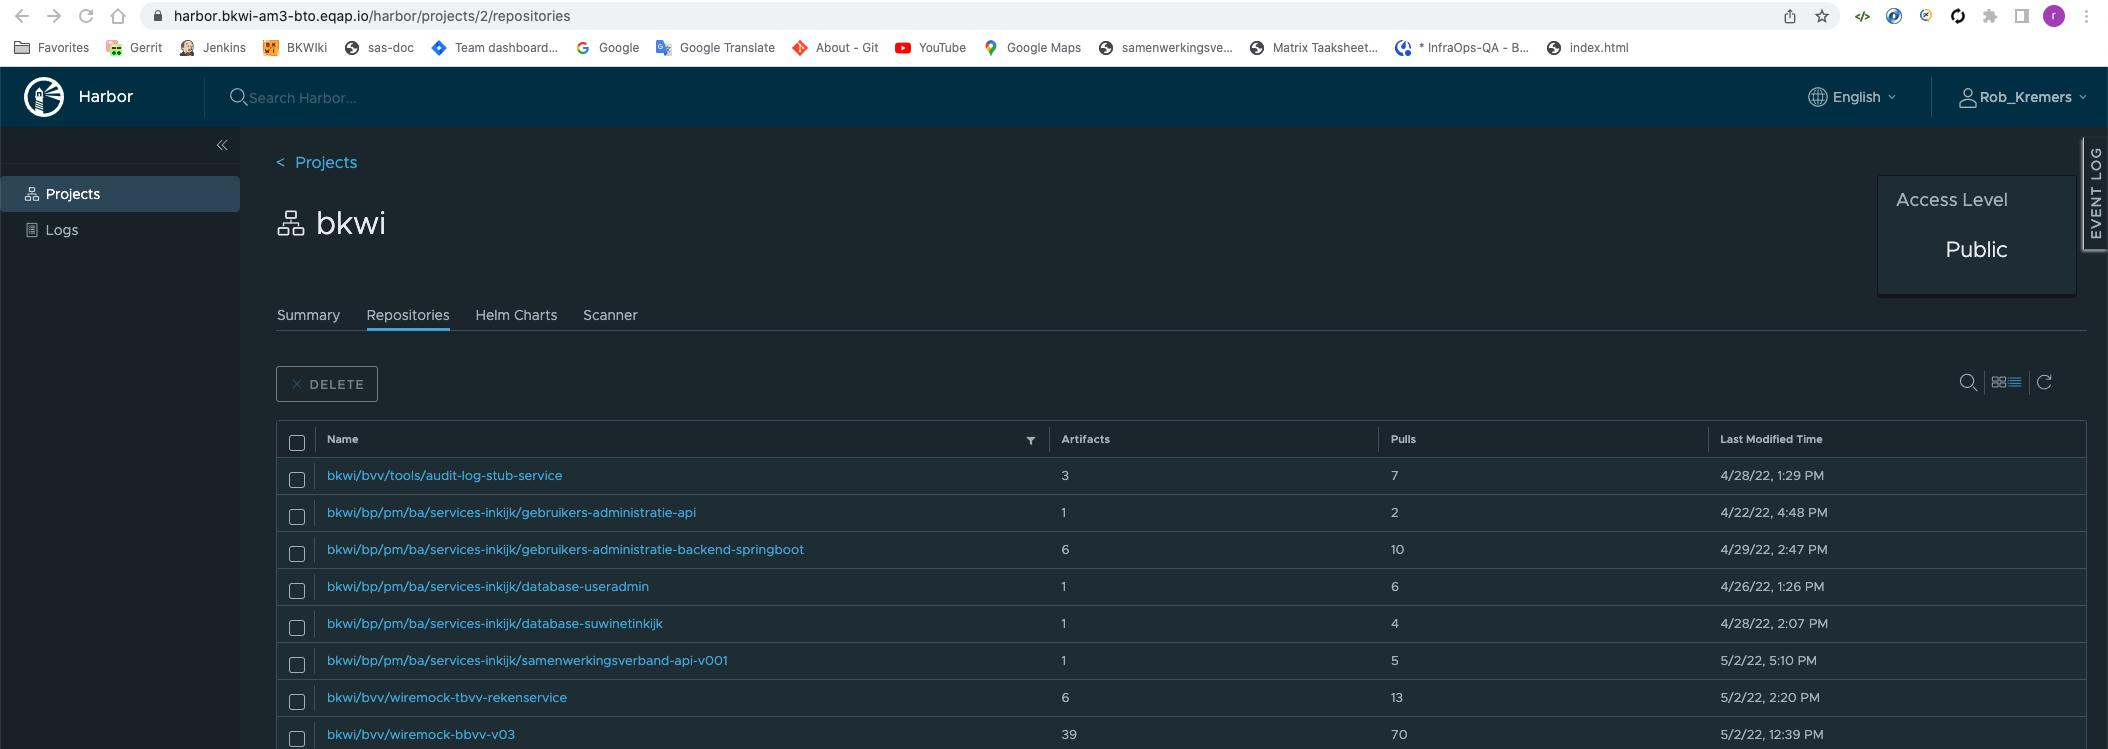 harbor.bkwi-am3-bto.eqap.io/harbor/projects/2/repositories
r
Favorites Gerrit Jenkins BKWIki sas-doc Team dashboard... Google Google Translate About - Git YouTube Google Maps samenwerkingsve... Matrix Taaksheet... * InfraOps-QA - B... index.html
Harbor Search Harbor... English Rob_Kremers
Projects
Logs
< Projects
bkwi
Access Level
Public
EVENT LOG
Summary Repositories Helm Charts Scanner
DELETE
Name Artifacts Pulls Last Modified Time
bkwi/bvv/tools/audit-log-stub-service 3 7 4/28/22, 1:29 PM
bkwi/bp/pm/ba/services-inkijk/gebruikers-administratie-api 1 2 4/22/22, 4:48 PM
bkwi/bp/pm/ba/services-inkijk/gebruikers-administratie-backend-springboot 6 10 4/29/22, 2:47 PM
bkwi/bp/pm/ba/services-inkijk/database-useradmin 1 6 4/26/22, 1:26 PM
bkwi/bp/pm/ba/services-inkijk/database-suwinetinkijk 1 4 4/28/22, 2:07 PM
bkwi/bp/pm/ba/services-inkijk/samenwerkingsverband-api-v001 1 5 5/2/22, 5:10 PM
bkwi/bvv/wiremock-tbvv-rekenservice 6 13 5/2/22, 2:20 PM
bkwi/bvv/wiremock-bbvv-v03 39 70 5/2/22, 12:39 PM